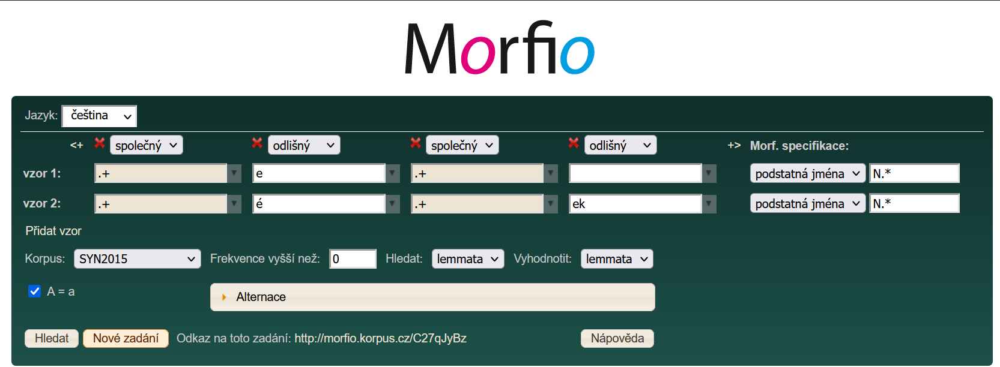 Morfio
Jazyk: čeština
<+ společný odlišný společný odlišný +> Morf. specifikace:
vzor 1: .+ e .+ podstatná jména N.*
vzor 2: .+ é .+ ek podstatná jména N.*
Přidat vzor
Korpus: SYN2015 Frekvence vyšší než: 0 Hledat: lemmata Vyhodnotit: lemmata
A = a Alternace
Hledat Nové zadání Odkaz na toto zadání: http://morfio.korpus.cz/C27qJyBz Nápověda